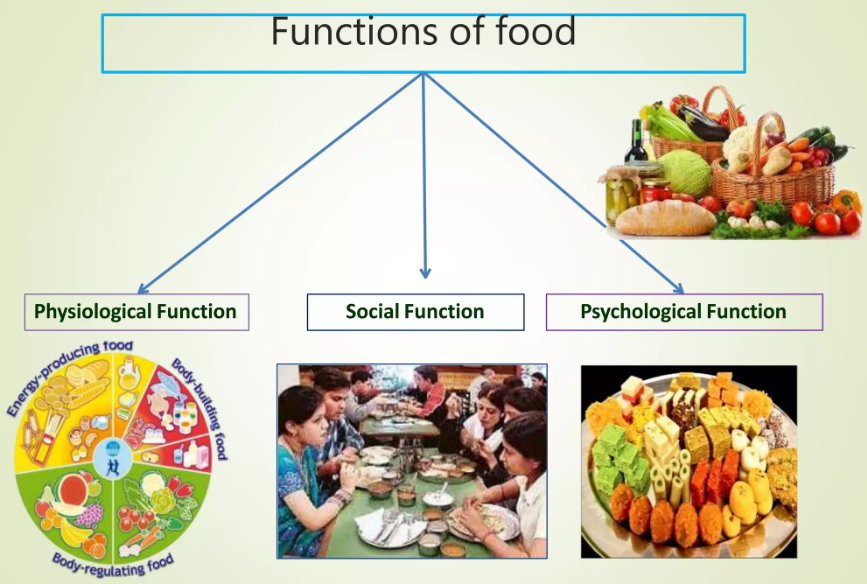 Functions of food
Physiological Function
Social Function
Psychological Function
Energy-producing food
Body-building food
Body-regulating food